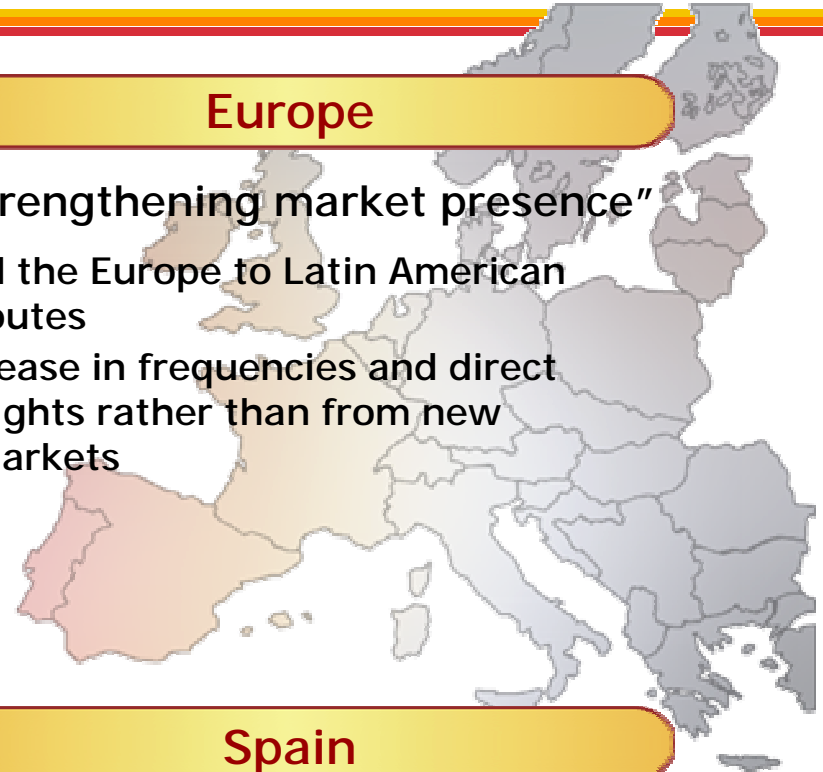 Europe
rengthening market presence”
the Europe to Latin American
outes
ease in frequencies and direct
ghts rather than from new
arkets
Spain